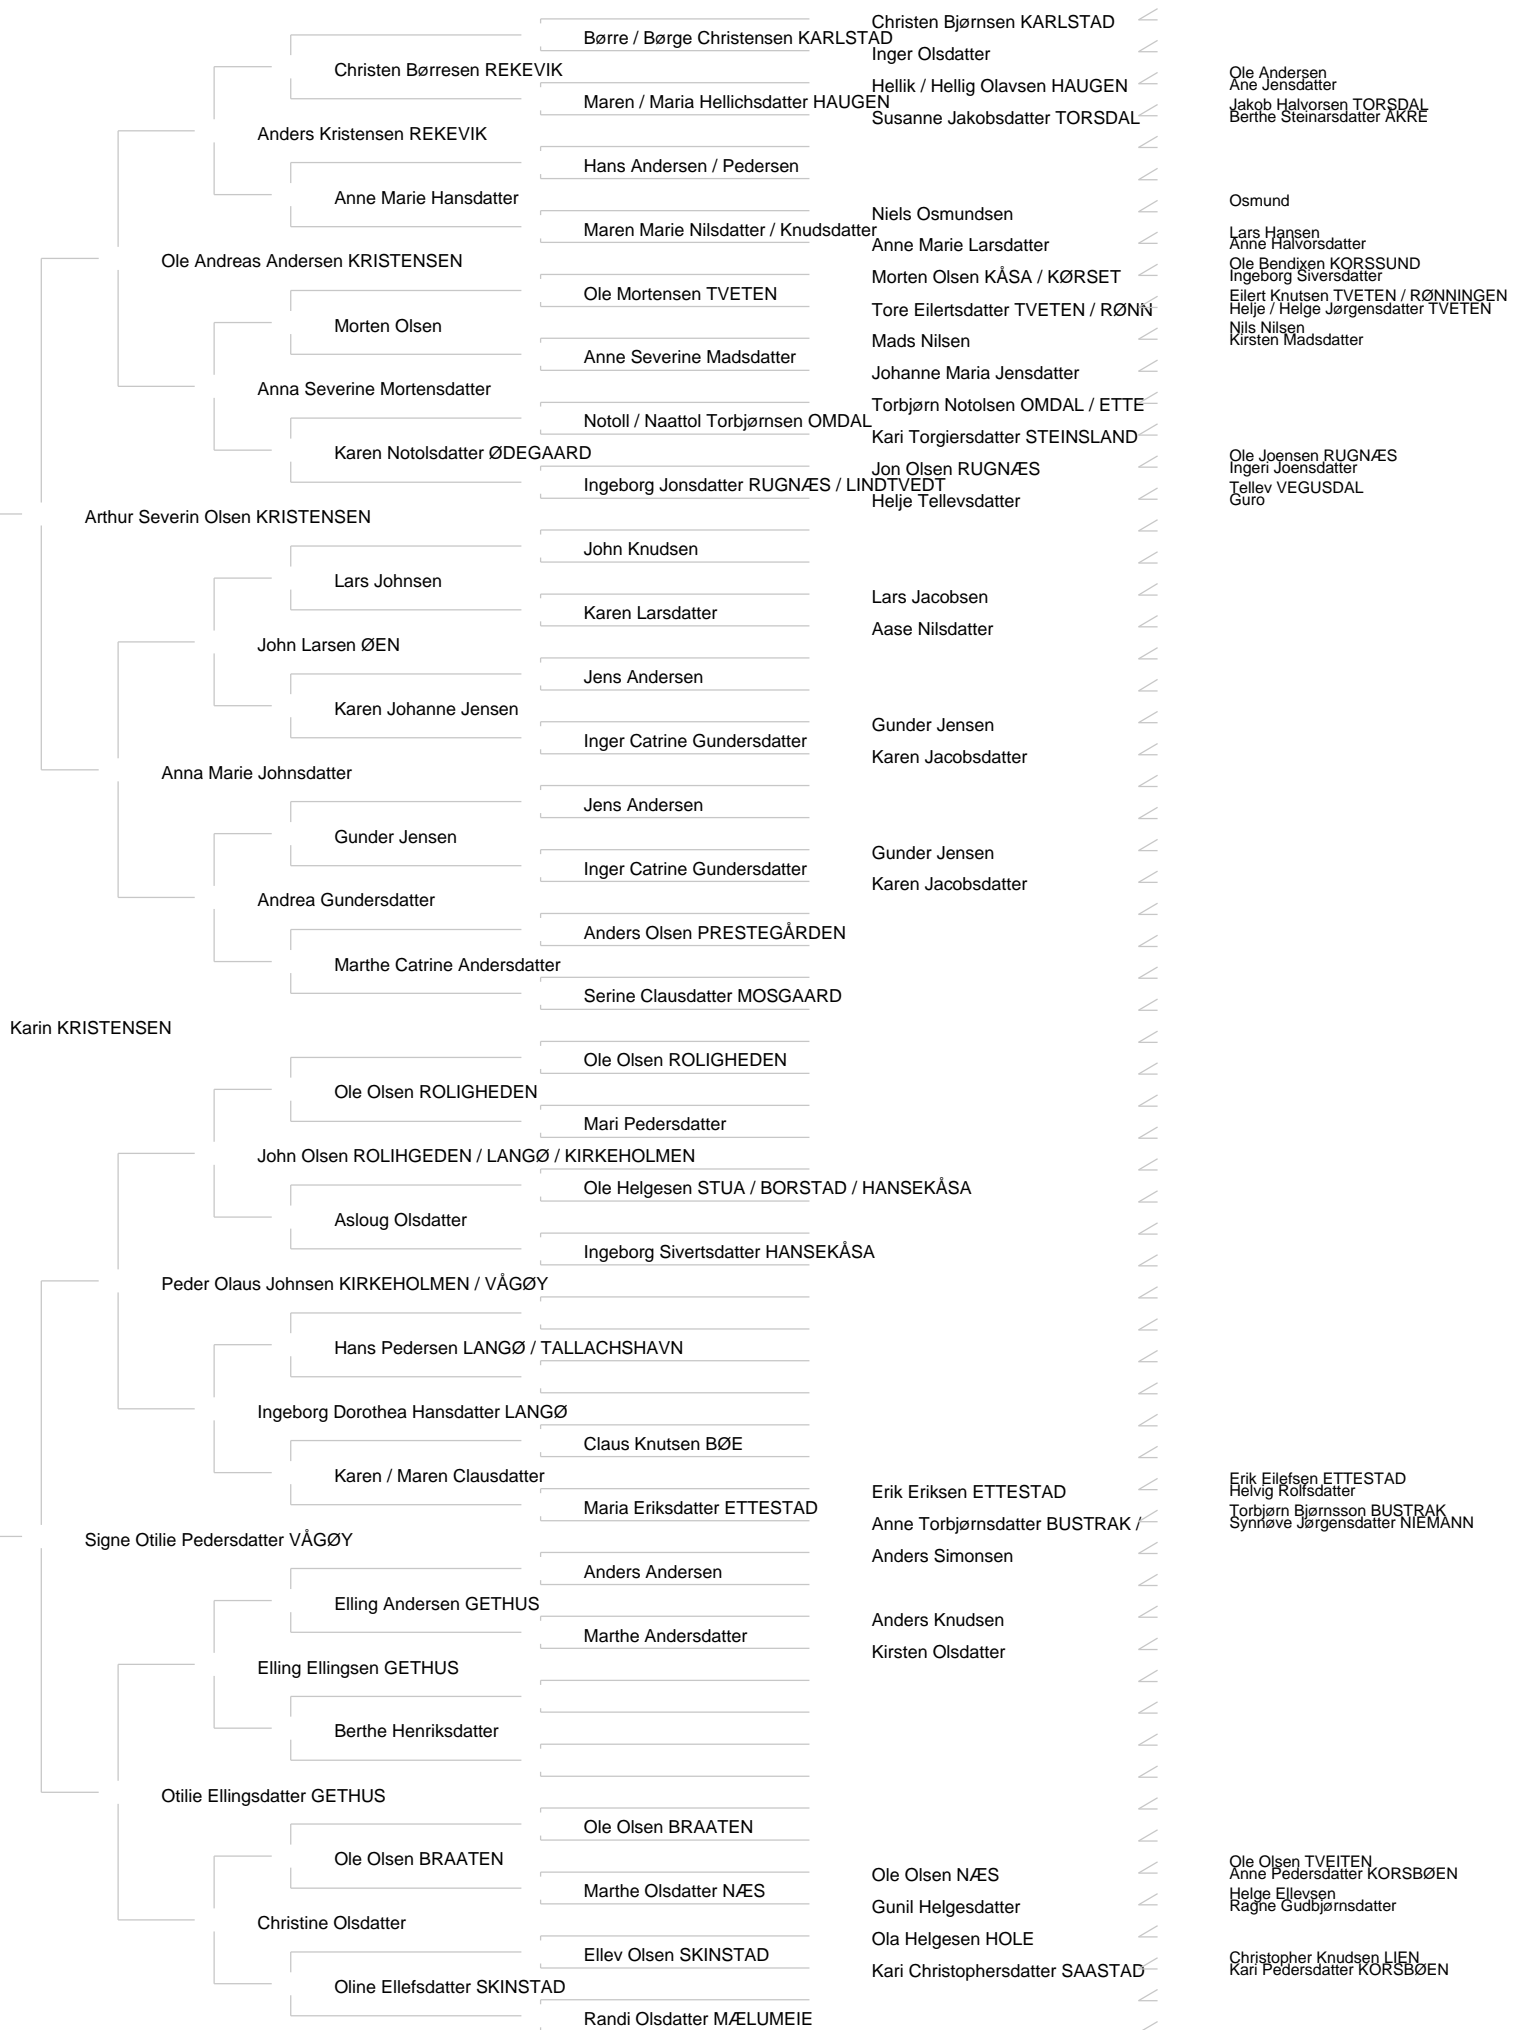 Christen Bjørnsen KARLSTAD
Børre / Børge Christensen KARLSTAD
Inger Olsdatter
Christen Børresen REKEVIK
Ole Andersen
Ane Jensdatter
Hellik / Hellig Olavsen HAUGEN
Maren / Maria Hellichsdatter HAUGEN
Jakob Halvorsen TORSDAL
Berthe Steinarsdatter ÅKRE
Susanne Jakobsdatter TORSDAL
Anders Kristensen REKEVIK
Hans Andersen / Pedersen
Anne Marie Hansdatter
Osmund
Niels Osmundsen
Maren Marie Nilsdatter / Knudsdatter
Lars Hansen
Anne Halvorsdatter
Anne Marie Larsdatter
Ole Andreas Andersen KRISTENSEN
Ole Bendixen KORSSUND
Ingeborg Siversdatter
Morten Olsen KÅSA / KØRSET
Ole Mortensen TVETEN
Eilert Knutsen TVETEN / RØNNINGEN
Helje / Helge Jørgensdatter TVETEN
Tore Eilertsdatter TVETEN / RØNN
Morten Olsen
Nils Nilsen
Kirsten Madsdatter
Mads Nilsen
Anne Severine Madsdatter
Johanne Maria Jensdatter
Anna Severine Mortensdatter
Torbjørn Notolsen OMDAL / ETTE
Notoll / Naattol Torbjørnsen OMDAL
Kari Torgiersdatter STEINSLAND
Karen Notolsdatter ØDEGAARD
Ole Joensen RUGNÆS
Ingeri Joensdatter
Jon Olsen RUGNÆS
Ingeborg Jonsdatter RUGNÆS / LINDTVEDT
Tellev VEGUSDAL
Guro
Helje Tellevsdatter
Arthur Severin Olsen KRISTENSEN
John Knudsen
Lars Johnsen
Lars Jacobsen
Karen Larsdatter
Aase Nilsdatter
John Larsen ØEN
Jens Andersen
Karen Johanne Jensen
Gunder Jensen
Inger Catrine Gundersdatter
Karen Jacobsdatter
Anna Marie Johnsdatter
Jens Andersen
Gunder Jensen
Gunder Jensen
Inger Catrine Gundersdatter
Karen Jacobsdatter
Andrea Gundersdatter
Anders Olsen PRESTEGÅRDEN
Marthe Catrine Andersdatter
Serine Clausdatter MOSGAARD
Karin KRISTENSEN
Ole Olsen ROLIGHEDEN
Ole Olsen ROLIGHEDEN
Mari Pedersdatter
John Olsen ROLIHGEDEN / LANGØ / KIRKEHOLMEN
Ole Helgesen STUA / BORSTAD / HANSEKÅSA
Asloug Olsdatter
Ingeborg Sivertsdatter HANSEKÅSA
Peder Olaus Johnsen KIRKEHOLMEN / VÅGØY
Hans Pedersen LANGØ / TALLACHSHAVN
Ingeborg Dorothea Hansdatter LANGØ
Claus Knutsen BØE
Karen / Maren Clausdatter
Erik Eilefsen ETTESTAD
Helvig Rolfsdatter
Erik Eriksen ETTESTAD
Maria Eriksdatter ETTESTAD
Torbjørn Bjørnsson BUSTRAK
Synnøve Jørgensdatter NIEMANN
Anne Torbjørnsdatter BUSTRAK /
Signe Otilie Pedersdatter VÅGØY
Anders Simonsen
Anders Andersen
Elling Andersen GETHUS
Anders Knudsen
Marthe Andersdatter
Kirsten Olsdatter
Elling Ellingsen GETHUS
Berthe Henriksdatter
Otilie Ellingsdatter GETHUS
Ole Olsen BRAATEN
Ole Olsen BRAATEN
Ole Olsen TVEITEN
Anne Pedersdatter KORSBØEN
Ole Olsen NÆS
Marthe Olsdatter NÆS
Helge Ellevsen
Ragne Gudbjørnsdatter
Gunil Helgesdatter
Christine Olsdatter
Ola Helgesen HOLE
Ellev Olsen SKINSTAD
Christopher Knudsen LIEN
Kari Pedersdatter KORSBØEN
Kari Christophersdatter SAASTAD
Oline Ellefsdatter SKINSTAD
Randi Olsdatter MÆLUMEIE